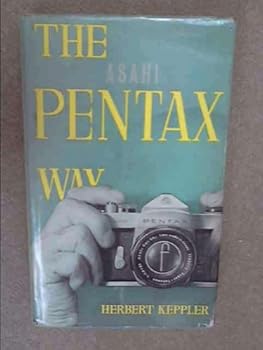 THE
ASAHI
PENTAX
WAY
PENTAX
HERBERT KEPPLER